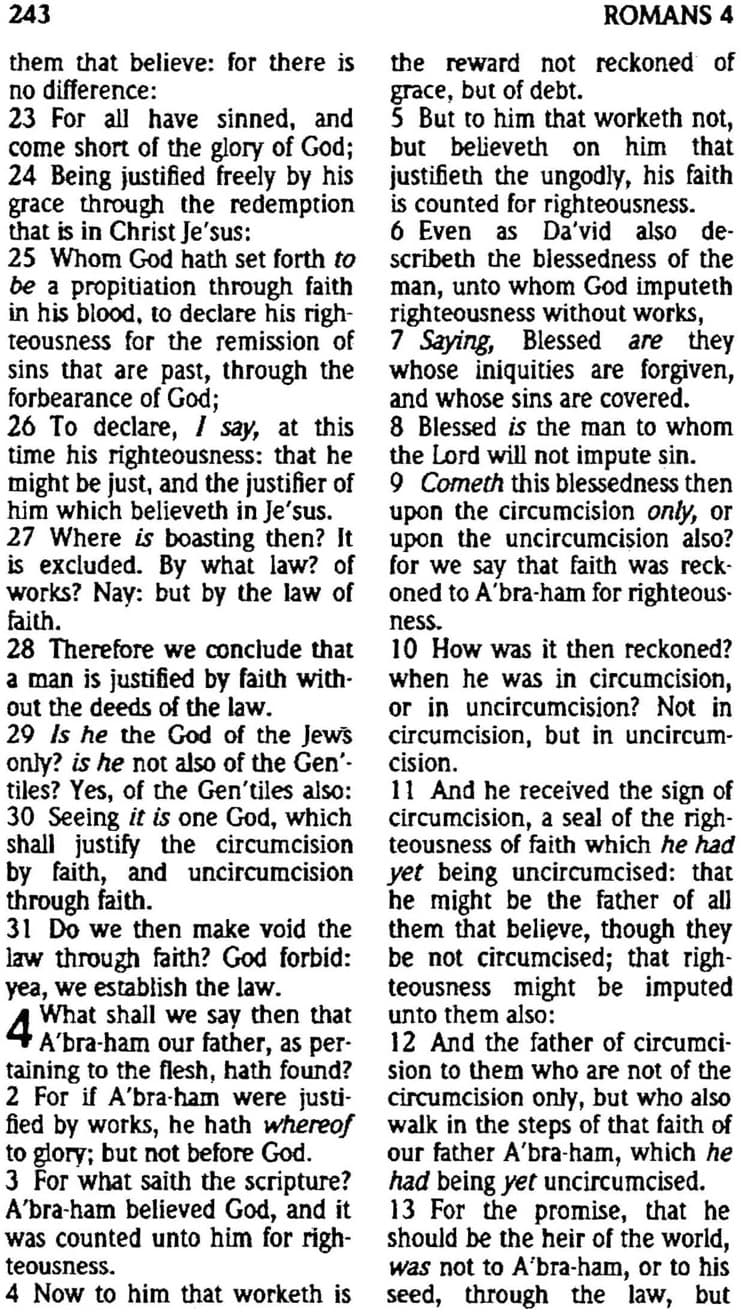 243
ROMANS 4
them that believe: for there is
no difference:
23 For all have sinned, and
come short of the glory of God;
24 Being justified freely by his
grace through the redemption
that is in Christ Je'sus:
25 Whom God hath set forth to
be a propitiation through faith
in his blood, to declare his righ-
teousness for the remission of
sins that are past, through the
forbearance of God;
26 To declare, I say, at this
time his righteousness: that he
might be just, and the justifier of
him which believeth in Je'sus.
27 Where is boasting then? It
is excluded. By what law? of
works? Nay: but by the law of
faith.
28 Therefore we conclude that
a man is justified by faith with-
out the deeds of the law.
29 Is he the God of the Jews
only? is he not also of the Gen'-
tiles? Yes, of the Gen'tiles also:
30 Seeing it is one God, which
shall justify the circumcision
by faith, and uncircumcision
through faith.
31 Do we then make void the
law through faith? God forbid:
yea, we establish the law.
4 What shall we say then that
A'bra-ham our father, as per-
taining to the flesh, hath found?
2 For if A'bra-ham were justi-
fied by works, he hath whereof
to glory; but not before God.
3 For what saith the scripture?
A'bra-ham believed God, and it
was counted unto him for righ-
teousness.
4 Now to him that worketh is
the reward not reckoned of
grace, but of debt.
5 But to him that worketh not,
but believeth on him that
justifieth the ungodly, his faith
is counted for righteousness.
6 Even as Da'vid also de-
scribeth the blessedness of the
man, unto whom God imputeth
righteousness without works,
7 Saying, Blessed are they
whose iniquities are forgiven,
and whose sins are covered.
8 Blessed is the man to whom
the Lord will not impute sin.
9 Cometh this blessedness then
upon the circumcision only, or
upon the uncircumcision also?
for we say that faith was reck-
oned to A'bra-ham for righteous-
ness.
10 How was it then reckoned?
when he was in circumcision,
or in uncircumcision? Not in
circumcision, but in uncircum-
cision.
11 And he received the sign of
circumcision, a seal of the righ-
teousness of faith which he had
yet being uncircumcised: that
he might be the father of all
them that believe, though they
be not circumcised; that righ-
teousness might be imputed
unto them also:
12 And the father of circumci-
sion to them who are not of the
circumcision only, but who also
walk in the steps of that faith of
our father A'bra-ham, which he
had being yet uncircumcised.
13 For the promise, that he
should be the heir of the world,
was not to A'bra-ham, or to his
seed, through the law, but